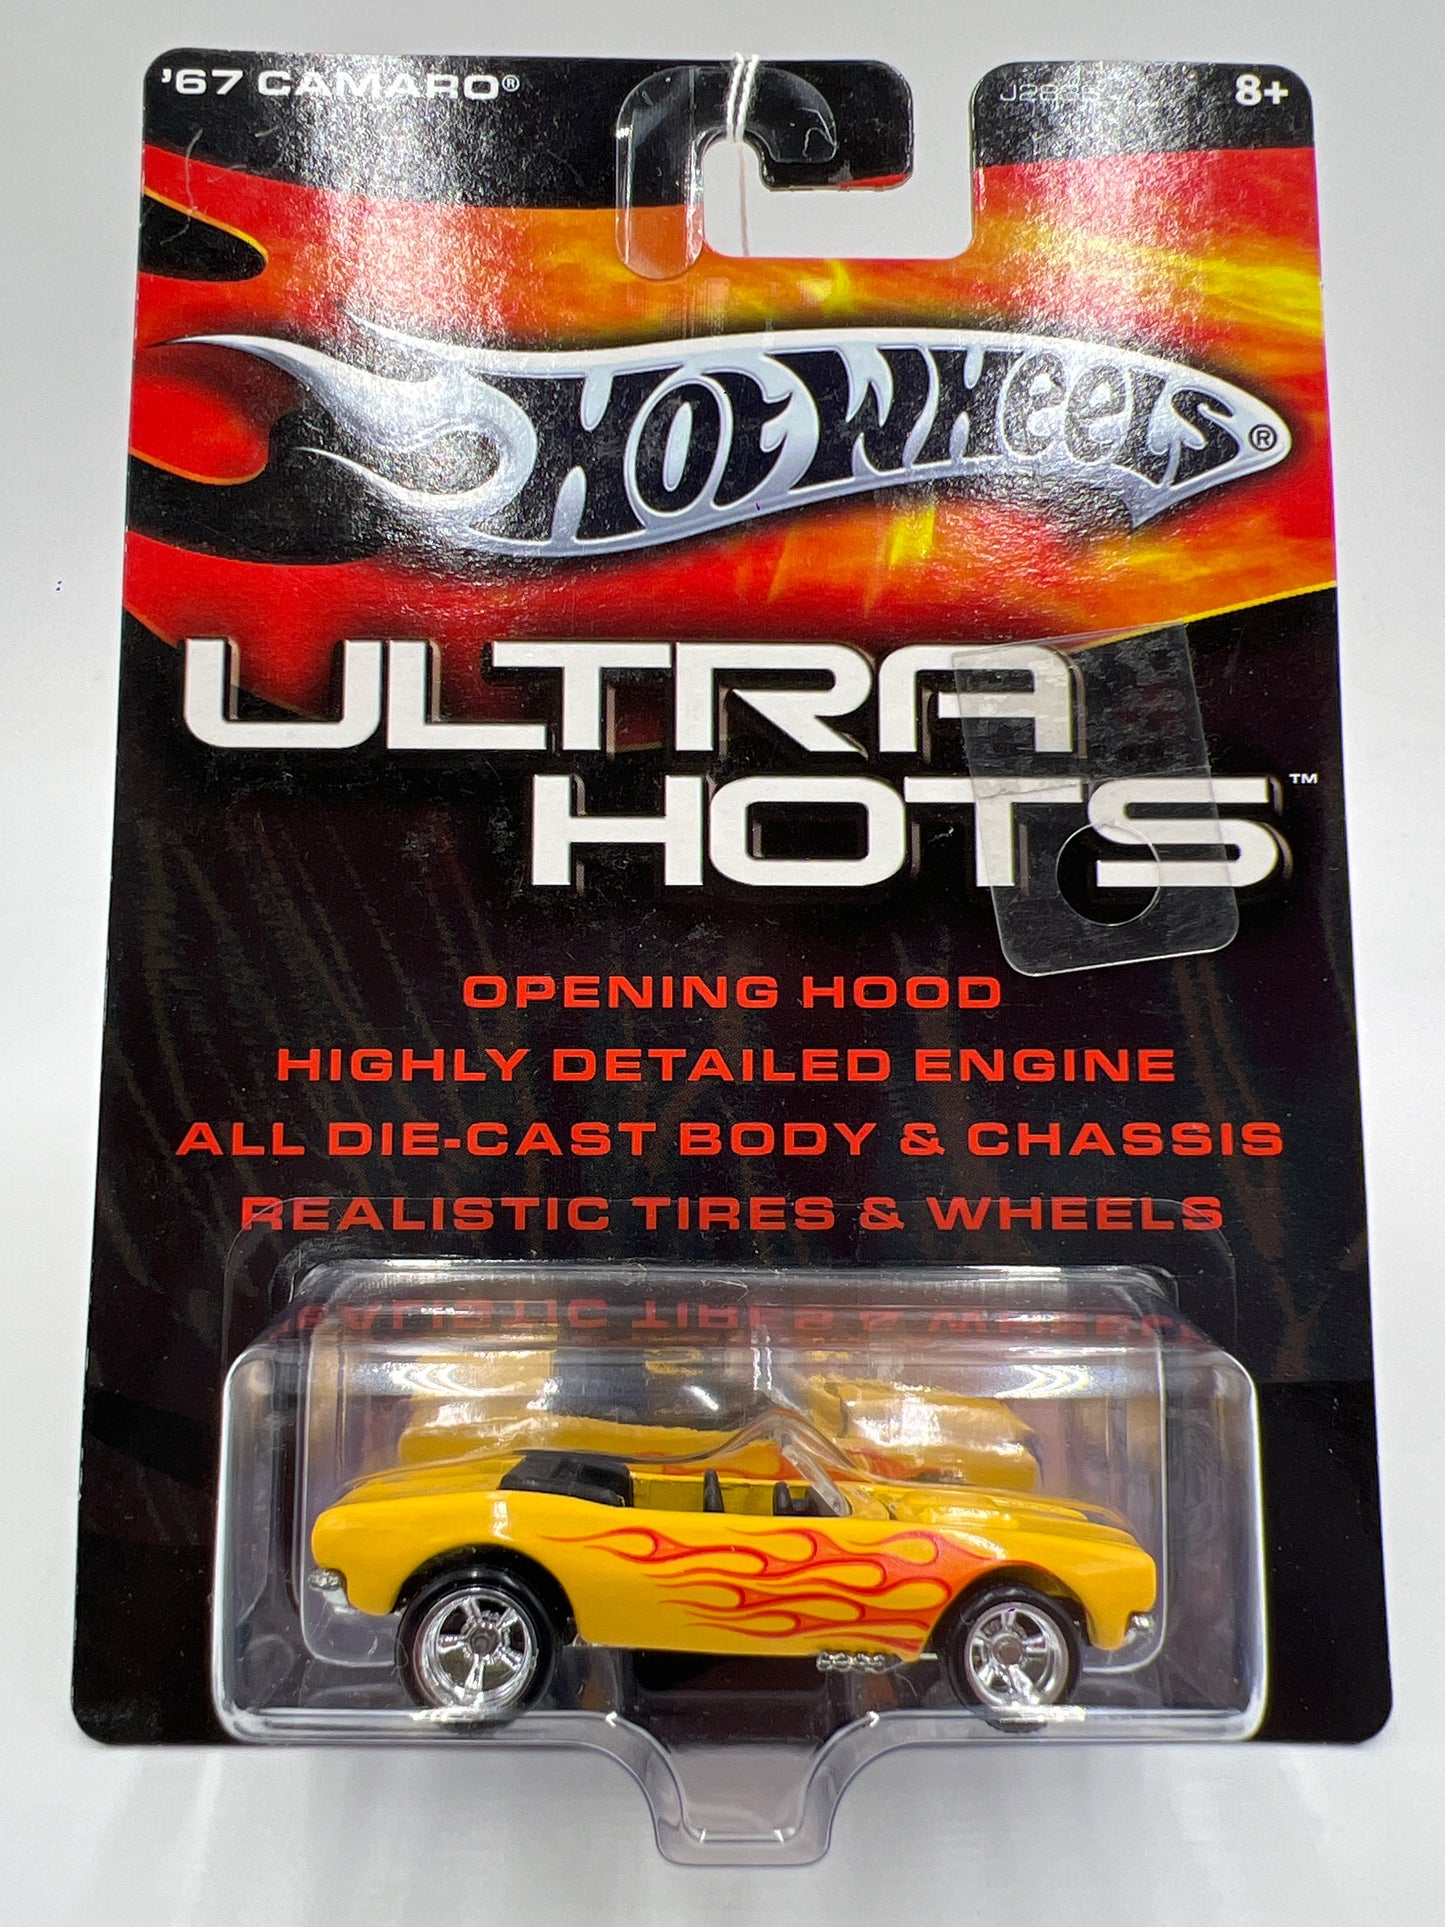 '67 CAMARO®
8+
HOT WHEELS®
ULTRA
HOTS™
OPENING HOOD
HIGHLY DETAILED ENGINE
ALL DIE-CAST BODY & CHASSIS
REALISTIC TIRES & WHEELS